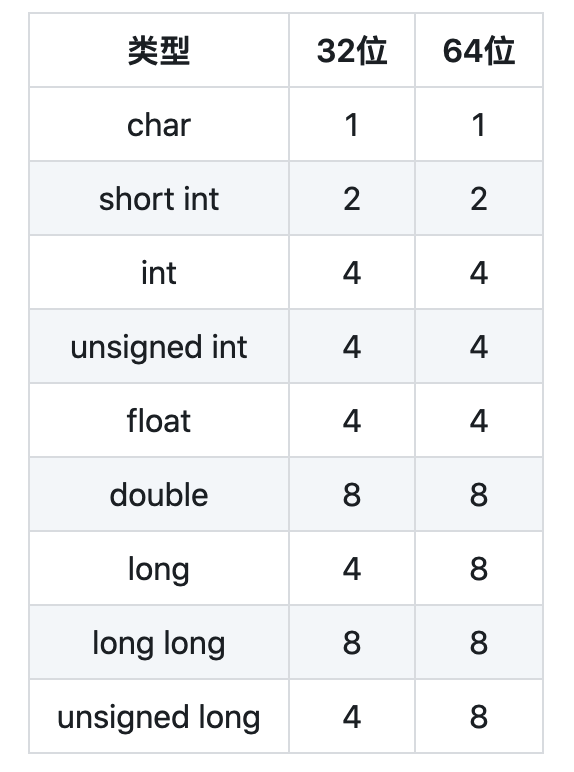 类型 32位 64位
char 1 1
short int 2 2
int 4 4
unsigned int 4 4
float 4 4
double 8 8
long 4 8
long long 8 8
unsigned long 4 8